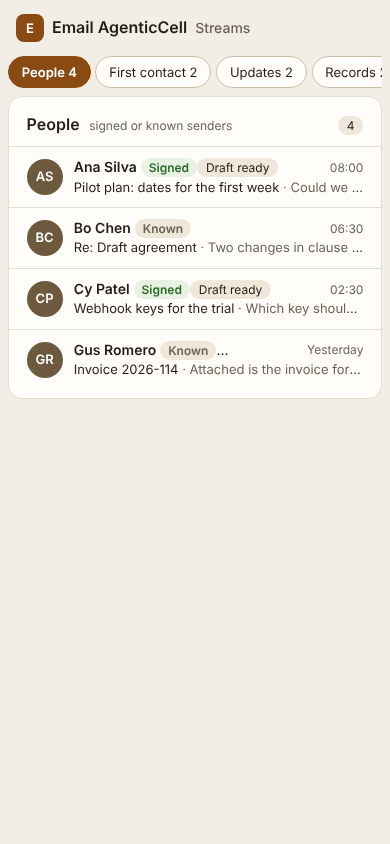 E Email AgenticCell Streams
People 4 First contact 2 Updates 2 Records
People signed or known senders 4
AS Ana Silva Signed Draft ready 08:00
Pilot plan: dates for the first week · Could we …
BC Bo Chen Known 06:30
Re: Draft agreement · Two changes in clause …
CP Cy Patel Signed Draft ready 02:30
Webhook keys for the trial · Which key shoul…
GR Gus Romero Known … Yesterday
Invoice 2026-114 · Attached is the invoice for…